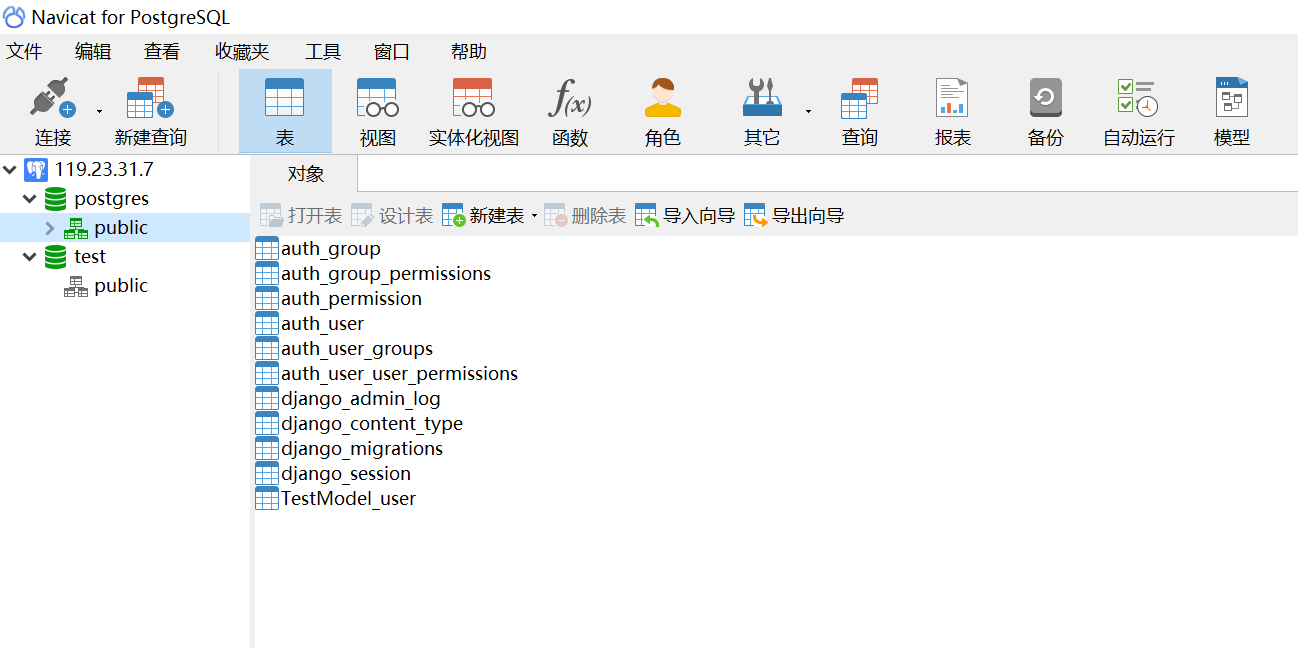 Navicat for PostgreSQL
文件 编辑 查看 收藏夹 工具 窗口 帮助
连接 新建查询 表 视图 实体化视图 f(x) 函数 角色 其它 查询 报表 备份 自动运行 模型
119.23.31.7
postgres
public
test
public
对象
打开表 设计表 新建表 删除表 导入向导 导出向导
auth_group
auth_group_permissions
auth_permission
auth_user
auth_user_groups
auth_user_user_permissions
django_admin_log
django_content_type
django_migrations
django_session
TestModel_user